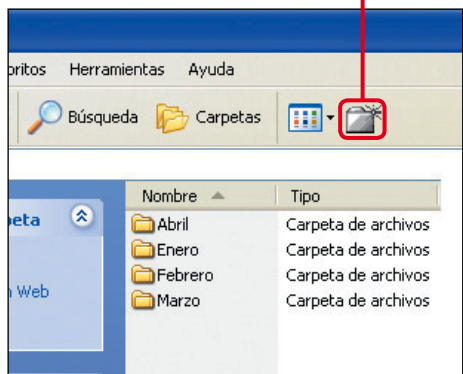 oritos Herramientas Ayuda
Búsqueda Carpetas
Nombre Tipo
peta
Abril Carpeta de archivos
Enero Carpeta de archivos
n Web
Febrero Carpeta de archivos
Marzo Carpeta de archivos